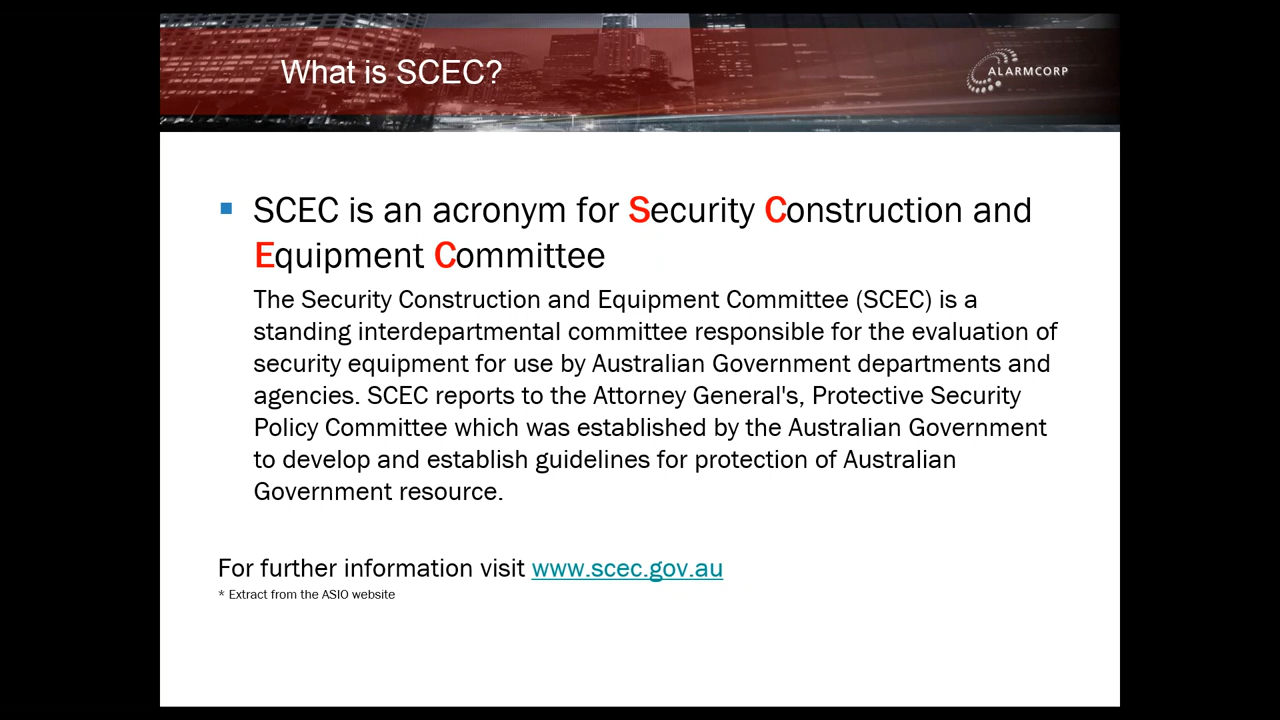 What is SCEC?
ALARMCORP
▪ SCEC is an acronym for Security Construction and
Equipment Committee
The Security Construction and Equipment Committee (SCEC) is a
standing interdepartmental committee responsible for the evaluation of
security equipment for use by Australian Government departments and
agencies. SCEC reports to the Attorney General's, Protective Security
Policy Committee which was established by the Australian Government
to develop and establish guidelines for protection of Australian
Government resource.
For further information visit www.scec.gov.au
* Extract from the ASIO website